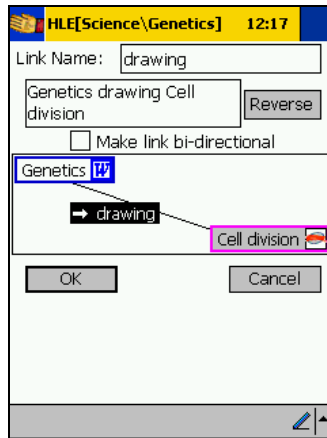 HLE[Science\Genetics] 12:17
Link Name: drawing
Genetics drawing Cell
division
Reverse
Make link bi-directional
Genetics W
→ drawing
Cell division
OK Cancel